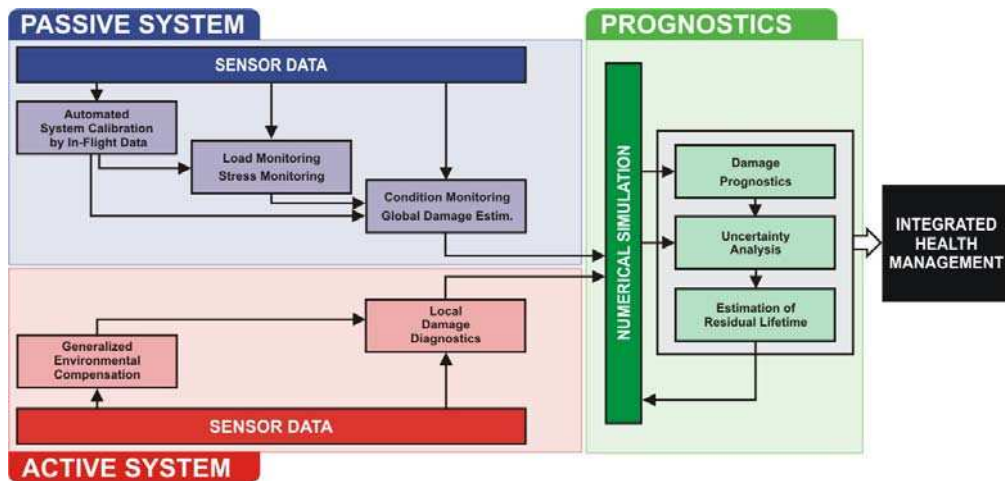 PASSIVE SYSTEM
SENSOR DATA
Automated
System Calibration
by In-Flight Data
Load Monitoring
Stress Monitoring
Condition Monitoring
Global Damage Estim.
Local
Damage
Diagnostics
Generalized
Environmental
Compensation
SENSOR DATA
ACTIVE SYSTEM
PROGNOSTICS
NUMERICAL SIMULATION
Damage
Prognostics
Uncertainty
Analysis
Estimation of
Residual Lifetime
INTEGRATED
HEALTH
MANAGEMENT